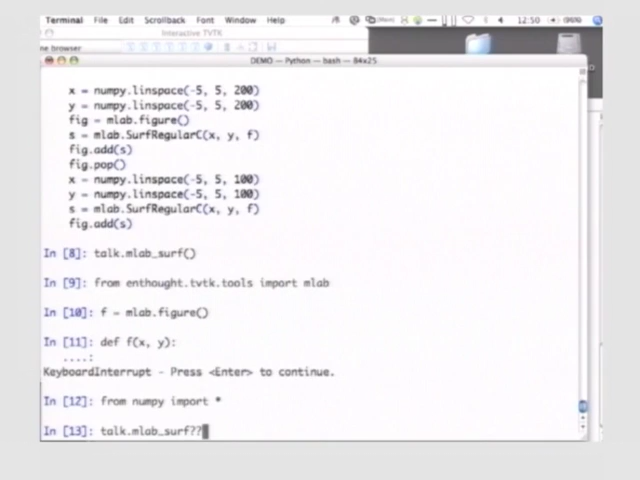 Terminal File Edit Scrollback Font Window Help 12:50
Interactive TVTK
ne browser
DEMO — Python — bash — 84x25
x = numpy.linspace(-5, 5, 200)
y = numpy.linspace(-5, 5, 200)
fig = mlab.figure()
s = mlab.SurfRegularC(x, y, f)
fig.add(s)
fig.pop()
x = numpy.linspace(-5, 5, 100)
y = numpy.linspace(-5, 5, 100)
s = mlab.SurfRegularC(x, y, f)
fig.add(s)
In [8]: talk.mlab_surf()
In [9]: from enthought.tvtk.tools import mlab
In [10]: f = mlab.figure()
In [11]: def f(x, y):
....:
KeyboardInterrupt - Press <Enter> to continue.
In [12]: from numpy import *
In [13]: talk.mlab_surf??